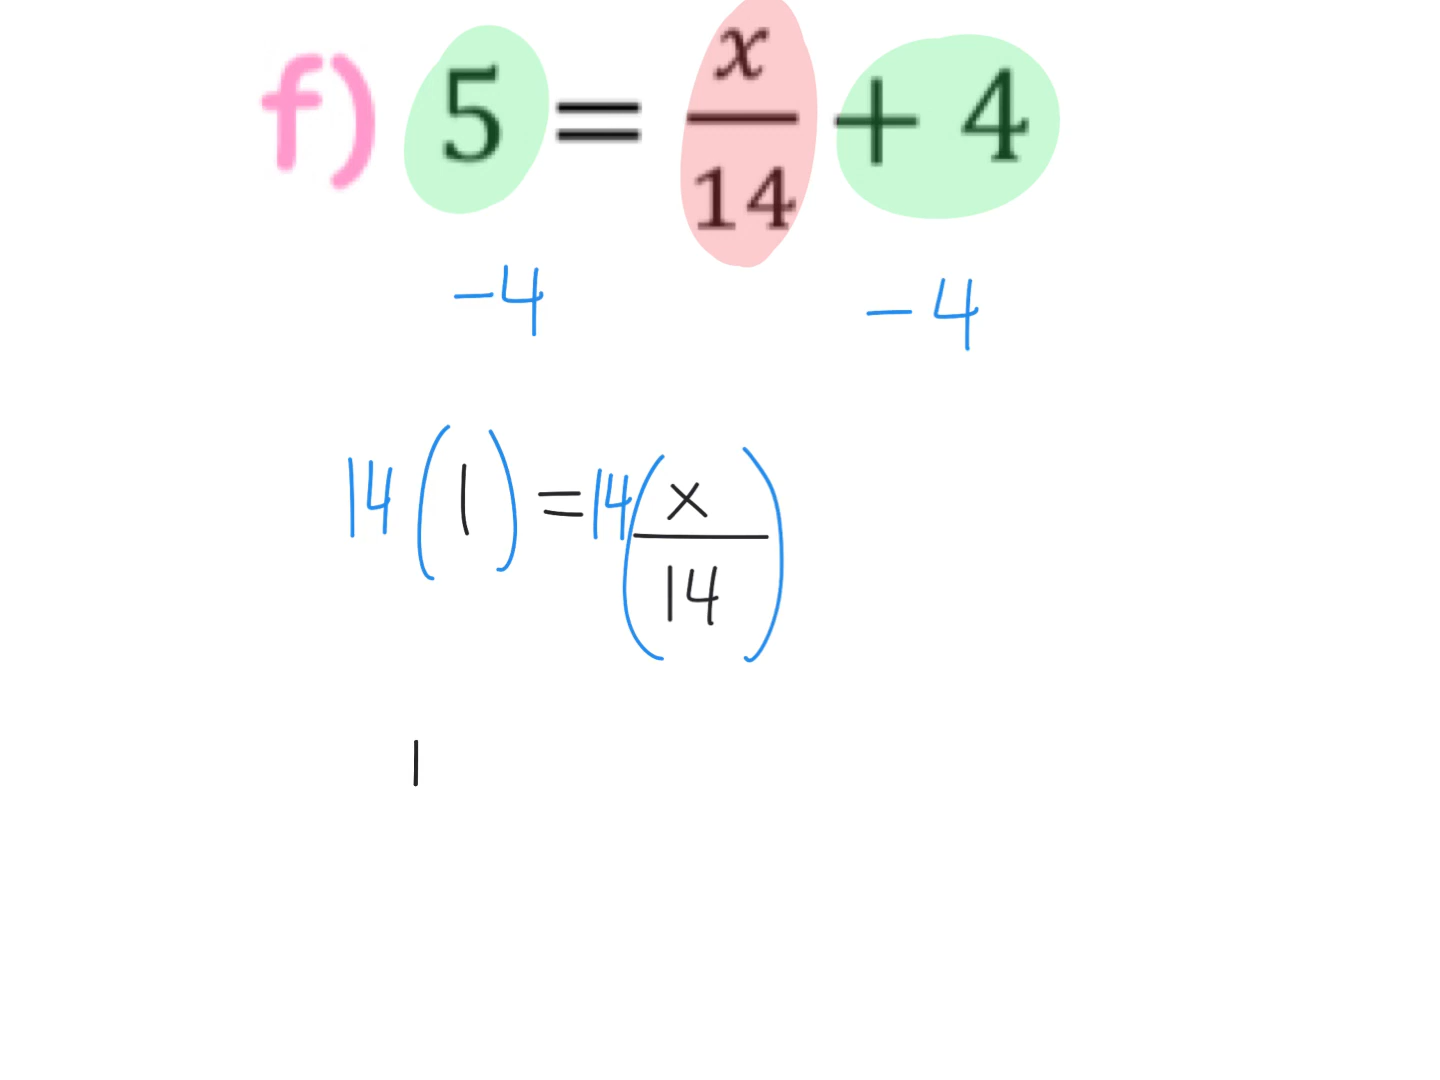 f) 5 = x/14 + 4
-4 -4
14(1) = 14(x/14)
1